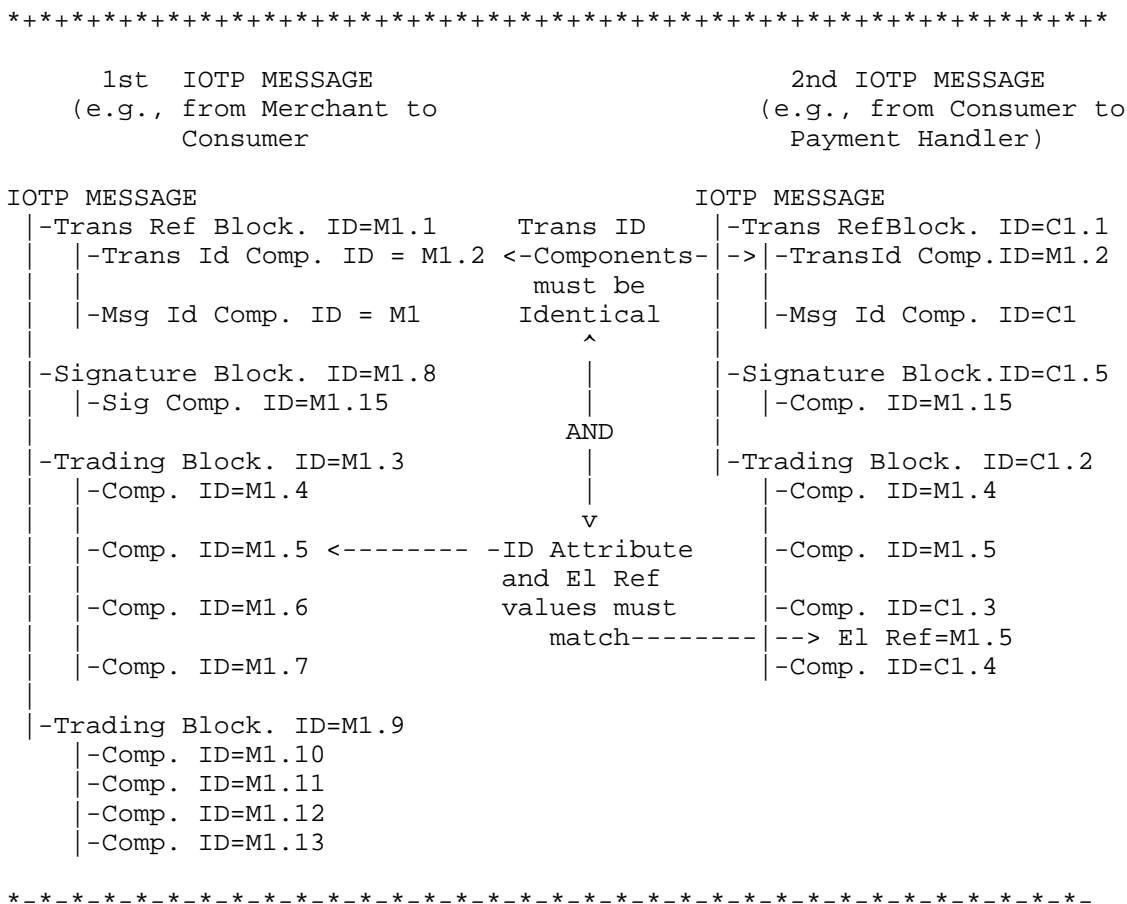 *+*+*+*+*+*+*+*+*+*+*+*+*+*+*+*+*+*+*+*+*+*+*+*+*+*+*+*+*+*+*+*+*+*+*
      1st  IOTP MESSAGE                          2nd IOTP MESSAGE
    (e.g., from Merchant to                    (e.g., from Consumer to
           Consumer                              Payment Handler)
IOTP MESSAGE                               IOTP MESSAGE
 |-Trans Ref Block. ID=M1.1     Trans ID    |-Trans RefBlock. ID=C1.1
 |  |-Trans Id Comp. ID = M1.2 <-Components-|->|-TransId Comp.ID=M1.2
 |  |                            must be    |  |
 |  |-Msg Id Comp. ID = M1      Identical   |  |-Msg Id Comp. ID=C1
 |                                  ^       |
 |-Signature Block. ID=M1.8         |       |-Signature Block.ID=C1.5
 |  |-Sig Comp. ID=M1.15            |       |  |-Comp. ID=M1.15
 |                                 AND      |
 |-Trading Block. ID=M1.3           |       |-Trading Block. ID=C1.2
 |  |-Comp. ID=M1.4                 |          |-Comp. ID=M1.4
 |  |                               v          |
 |  |-Comp. ID=M1.5 <-------- -ID Attribute    |-Comp. ID=M1.5
 |  |                          and El Ref      |
 |  |-Comp. ID=M1.6            values must     |-Comp. ID=C1.3
 |  |                             match--------|--> El Ref=M1.5
 |  |-Comp. ID=M1.7                            |-Comp. ID=C1.4
 |
 |-Trading Block. ID=M1.9
    |-Comp. ID=M1.10
    |-Comp. ID=M1.11
    |-Comp. ID=M1.12
    |-Comp. ID=M1.13
*-*-*-*-*-*-*-*-*-*-*-*-*-*-*-*-*-*-*-*-*-*-*-*-*-*-*-*-*-*-*-*-*-*-